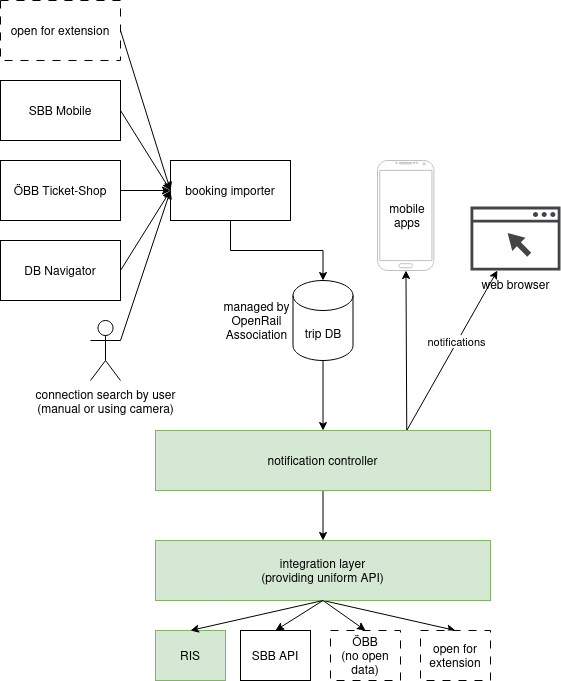 open for extension
SBB Mobile
ÖBB Ticket-Shop
booking importer
DB Navigator
mobile
apps
web browser
managed by
OpenRail
Association
trip DB
notifications
connection search by user
(manual or using camera)
notification controller
integration layer
(providing uniform API)
RIS
SBB API
ÖBB
(no open
data)
open for
extension